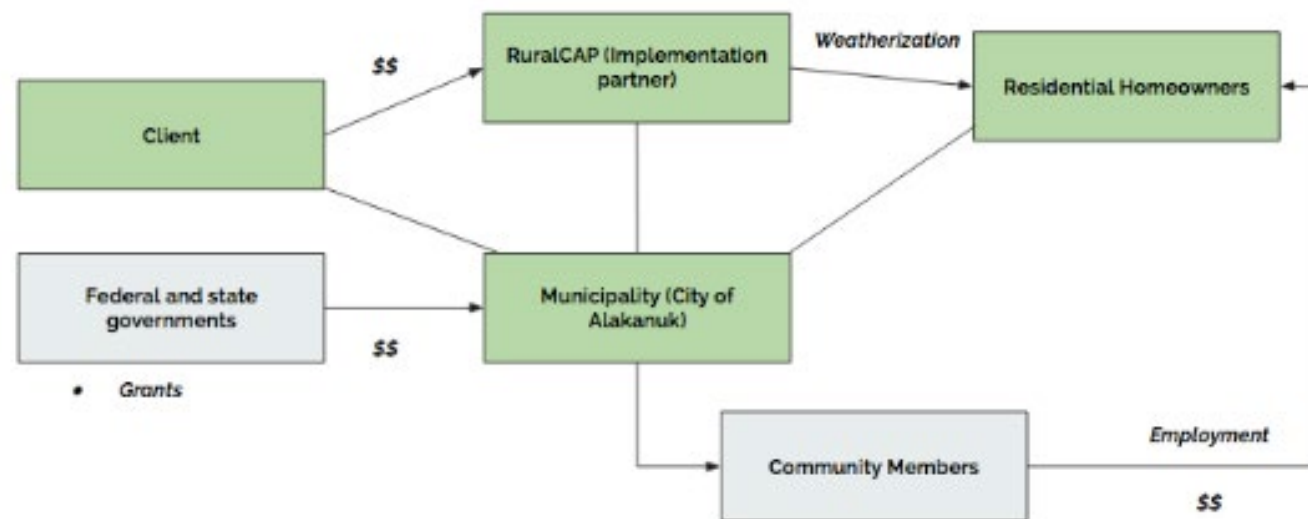 $$
RuralCAP (Implementation
partner)
Weatherization
Residential Homeowners
Client
Federal and state
governments
$$
Municipality (City of
Alakanuk)
• Grants
Community Members
Employment
$$